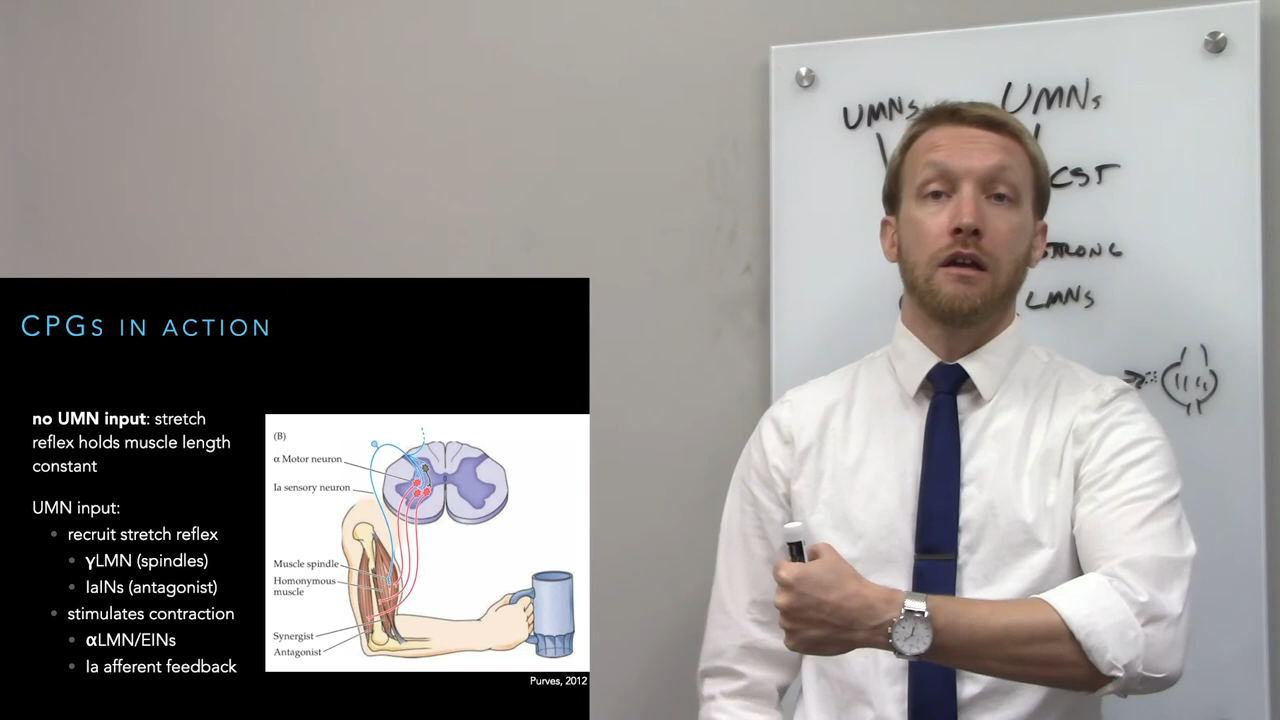 CPGS IN ACTION
no UMN input: stretch
reflex holds muscle length
constant
UMN input:
recruit stretch reflex
γLMN (spindles)
IaINs (antagonist)
stimulates contraction
αLMN/EINs
Ia afferent feedback
(B)
α Motor neuron
Ia sensory neuron
Muscle spindle
Homonymous
muscle
Synergist
Antagonist
Purves, 2012
UMNs UMNs
CST
LMNs